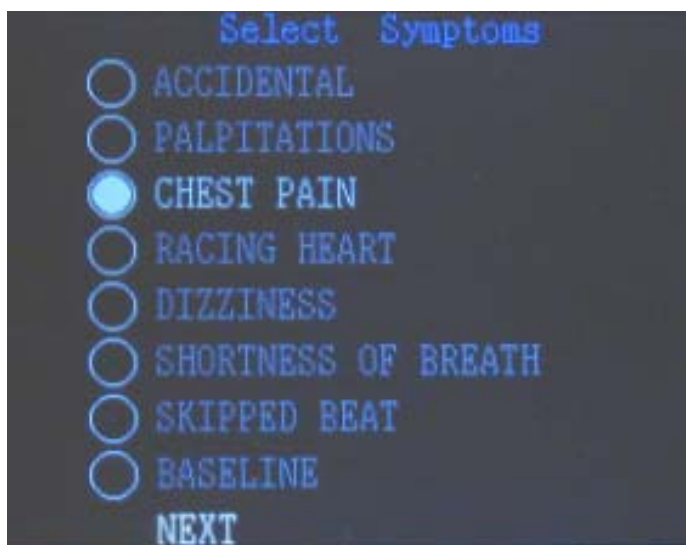 Select Symptoms
ACCIDENTAL
PALPITATIONS
CHEST PAIN
RACING HEART
DIZZINESS
SHORTNESS OF BREATH
SKIPPED BEAT
BASELINE
NEXT